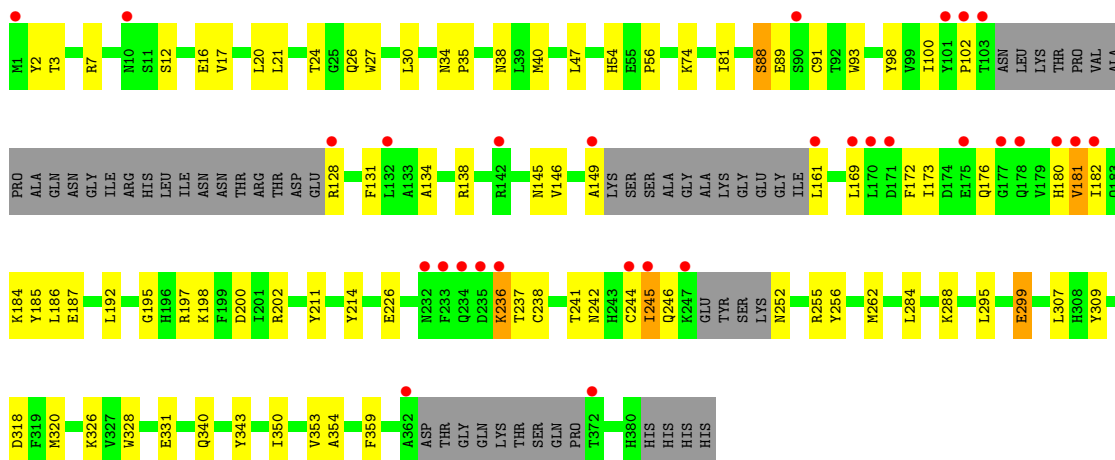 M1 Y2 T3 R7 N10 S11 S12 E16 V17 L20 L21 T24 G25 Q26 W27 L30 N34 P35 N38 L39 M40 L47 H54 E55 P56 K74 I81 S88 E89 S90 C91 T92 W93 Y98 V99 I100 Y101 P102 T103 ASN LEU LYS THR PRO VAL ALA
PRO ALA GLN ASN GLY ILE ARG HIS LEU ILE ASN ASN THR ARG THR ASP GLU R128 F131 L132 A133 A134 R138 R142 N145 V146 A149 LYS SER SER ALA GLY ALA LYS GLY GLU GLY ILE L161 L169 L170 D171 F172 I173 D174 E175 Q176 G177 Q178 V179 H180 V181 I182 D183
K184 Y185 L186 E187 L192 G195 H196 R197 K198 F199 D200 I201 R202 Y211 Y214 E226 N232 F233 Q234 D235 K236 T237 C238 T241 N242 H243 C244 I245 Q246 K247 GLU TYR SER LYS N252 R255 Y256 M262 L284 K288 L295 E299 L307 H308 Y309
D318 F319 M320 K326 V327 W328 E331 Q340 Y343 I350 V353 A354 F359 A362 ASP THR GLY GLN LYS THR SER GLN PRO T372 H380 HIS HIS HIS HIS